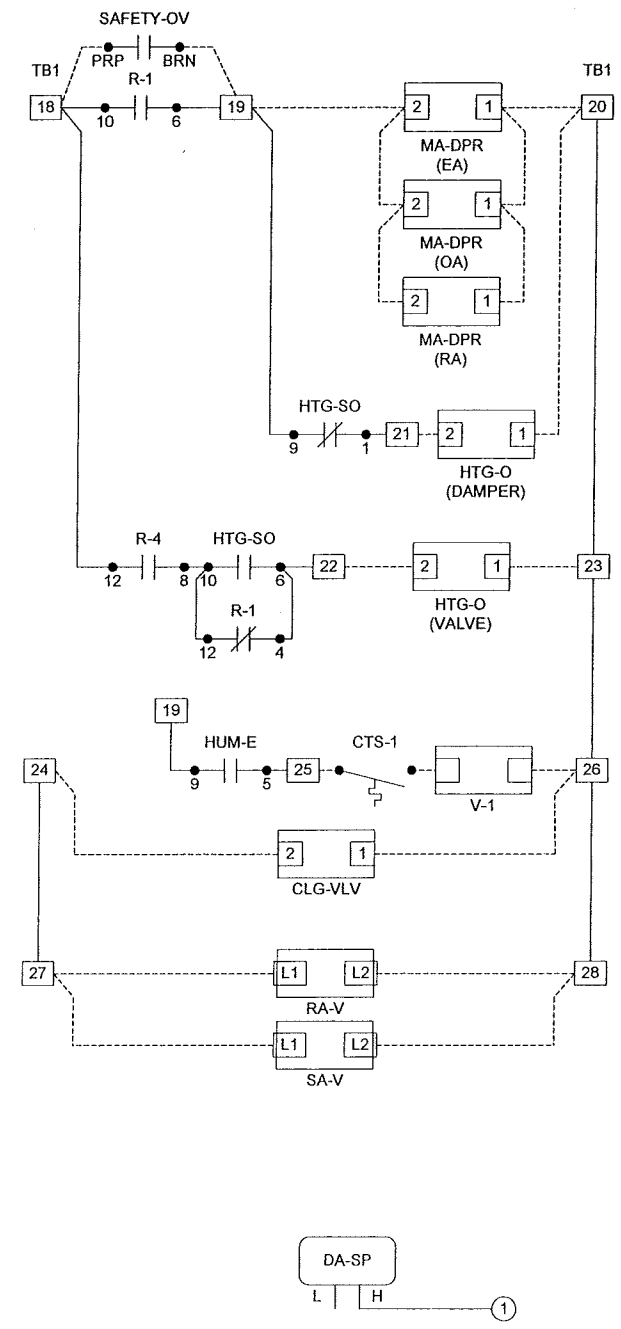 SAFETY-OV
PRP BRN
TB1 R-1 TB1
18 10 6 19 2 1 20
MA-DPR
(EA)
2 1
MA-DPR
(OA)
2 1
MA-DPR
(RA)
HTG-SO
9 1 21 2 1
HTG-O
(DAMPER)
R-4 HTG-SO
12 8 10 6 22 2 1 23
HTG-O
(VALVE)
R-1
12 4
19
HUM-E CTS-1
24 9 5 25 26
V-1
2 1
CLG-VLV
27 L1 L2 28
RA-V
L1 L2
SA-V
DA-SP
L H
1